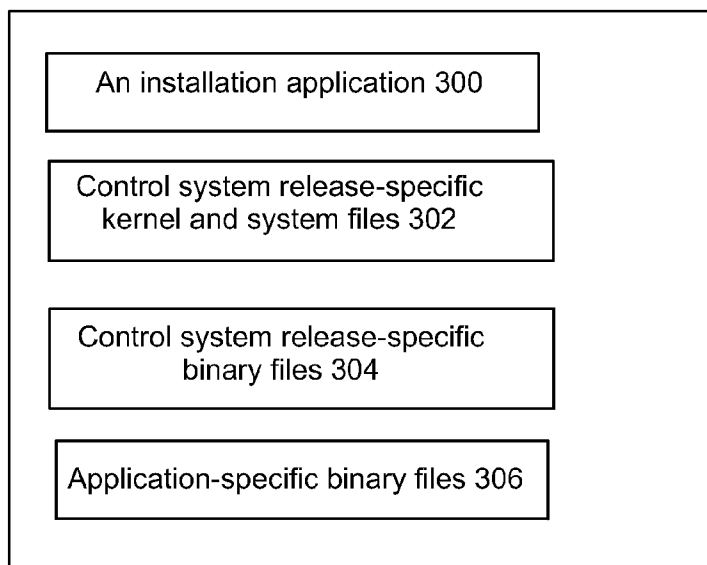 An installation application 300
Control system release-specific
kernel and system files 302
Control system release-specific
binary files 304
Application-specific binary files 306